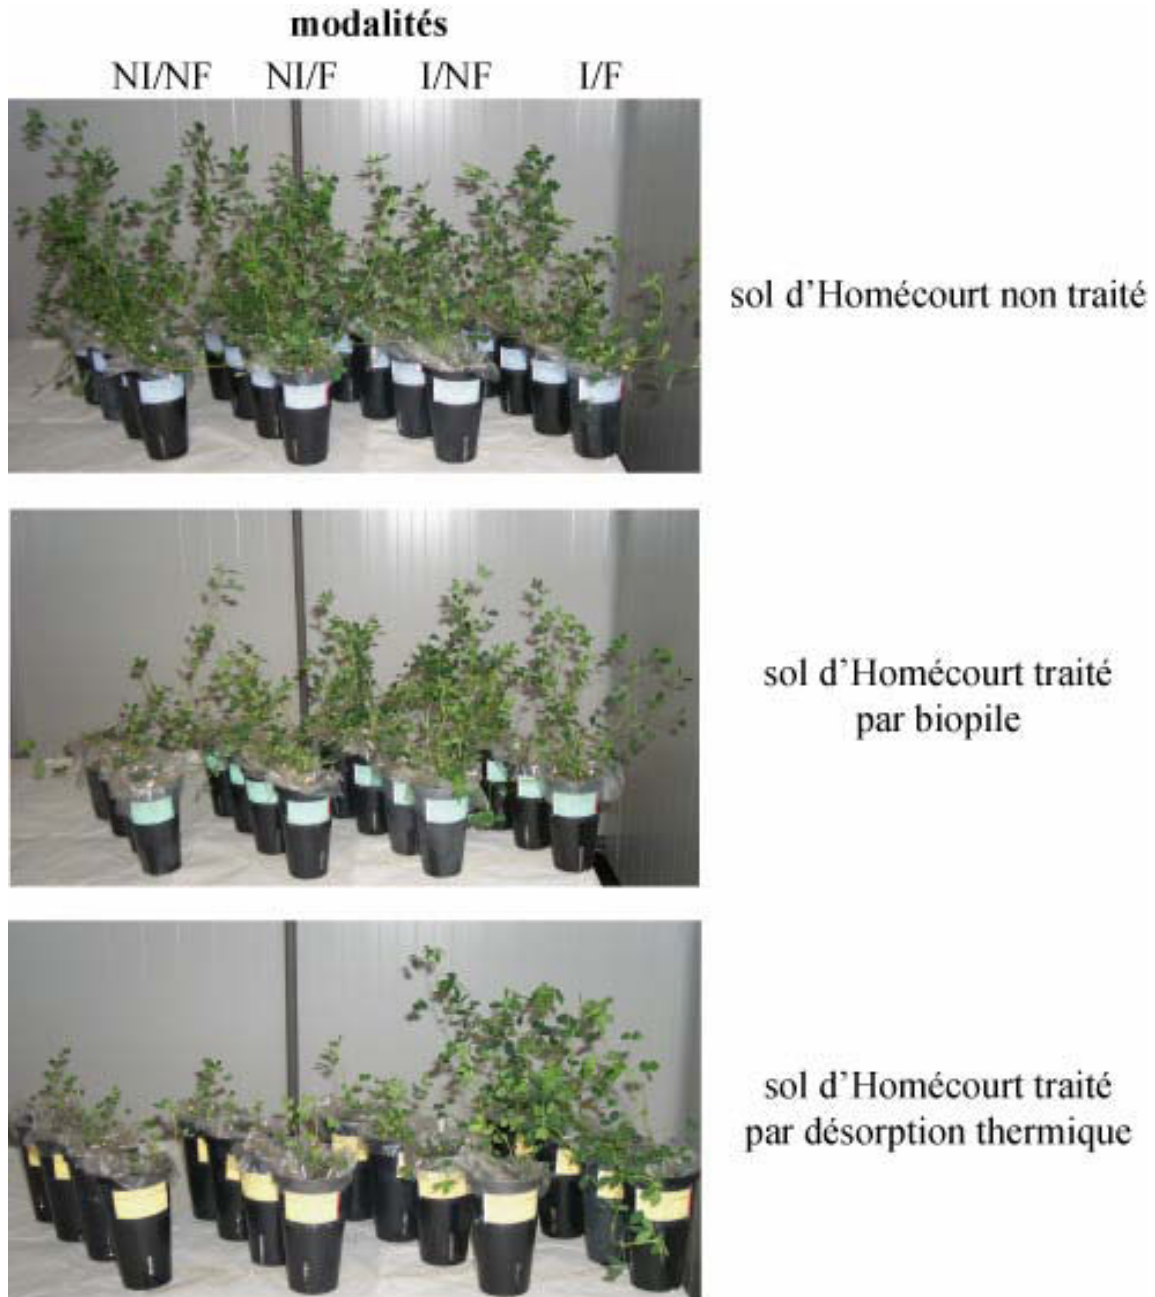 modalités
NI/NF NI/F I/NF I/F
sol d'Homécourt non traité
sol d'Homécourt traité
par biopile
sol d'Homécourt traité
par désorption thermique